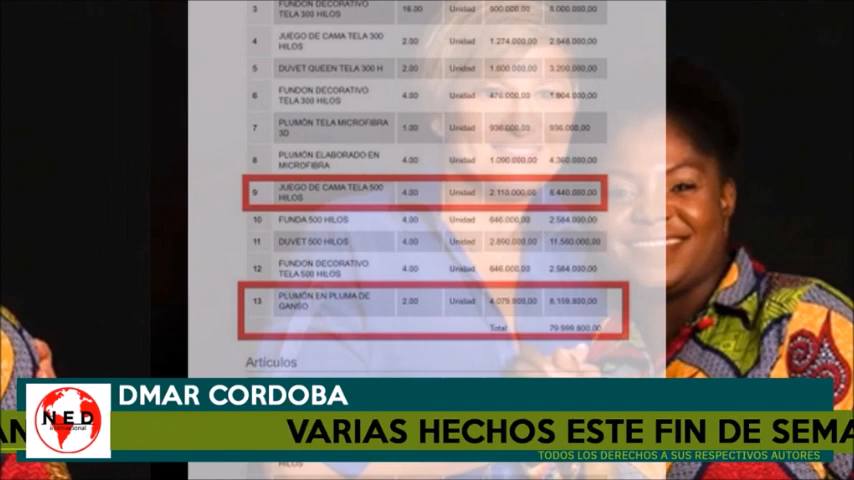 3 FUNDON DECORATIVO TELA 300 HILOS 16.00 Unidad 500.000,00 8.000.000,00
4 JUEGO DE CAMA TELA 300 HILOS 2.00 Unidad 1.274.000,00 2.548.000,00
5 DUVET QUEEN TELA 300 H 2.00 Unidad 1.600.000,00 3.200.000,00
6 FUNDON DECORATIVO TELA 300 HILOS 4.00 Unidad 476.000,00 1.904.000,00
7 PLUMÓN TELA MICROFIBRA 3D 1.00 Unidad 936.000,00 936.000,00
8 PLUMÓN ELABORADO EN MICROFIBRA 4.00 Unidad 1.090.000,00 4.360.000,00
9 JUEGO DE CAMA TELA 500 HILOS 4.00 Unidad 2.110.000,00 8.440.000,00
10 FUNDA 500 HILOS 4.00 Unidad 646.000,00 2.584.000,00
11 DUVET 500 HILOS 4.00 Unidad 2.890.000,00 11.560.000,00
12 FUNDON DECORATIVO TELA 500 HILOS 4.00 Unidad 646.000,00 2.584.000,00
13 PLUMÓN EN PLUMA DE GANSO 2.00 Unidad 4.079.900,00 8.159.800,00
Total: 79.999.800,00
Artículos
DMAR CORDOBA
NED
internacional
VARIAS HECHOS ESTE FIN DE SEMA
TODOS LOS DERECHOS A SUS RESPECTIVOS AUTORES
HILOS